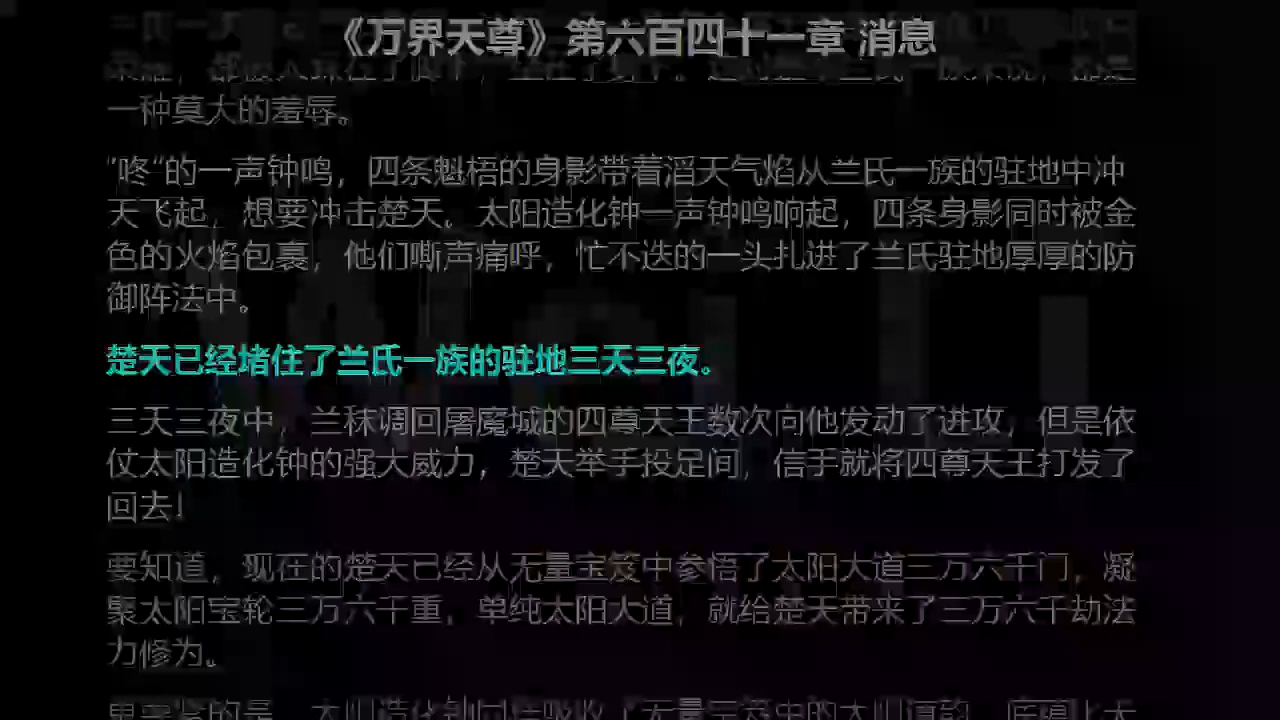 《万界天尊》第六百四十一章 消息
一种莫大的羞辱。
“咚”的一声钟鸣，四条魁梧的身影带着滔天气焰从兰氏一族的驻地中冲
天飞起，想要冲击楚天。太阳造化钟一声钟鸣响起，四条身影同时被金
色的火焰包裹，他们嘶声痛呼，忙不迭的一头扎进了兰氏驻地厚厚的防
御阵法中。
楚天已经堵住了兰氏一族的驻地三天三夜。
三天三夜中，兰秣调回屠魔城的四尊天王数次向他发动了进攻，但是依
仗太阳造化钟的强大威力，楚天举手投足间，信手就将四尊天王打发了
回去！
要知道，现在的楚天已经从无量宝笈中参悟了太阳大道三万六千门，凝
聚太阳宝轮三万六千重，单纯太阳大道，就给楚天带来了三万六千劫法
力修为。